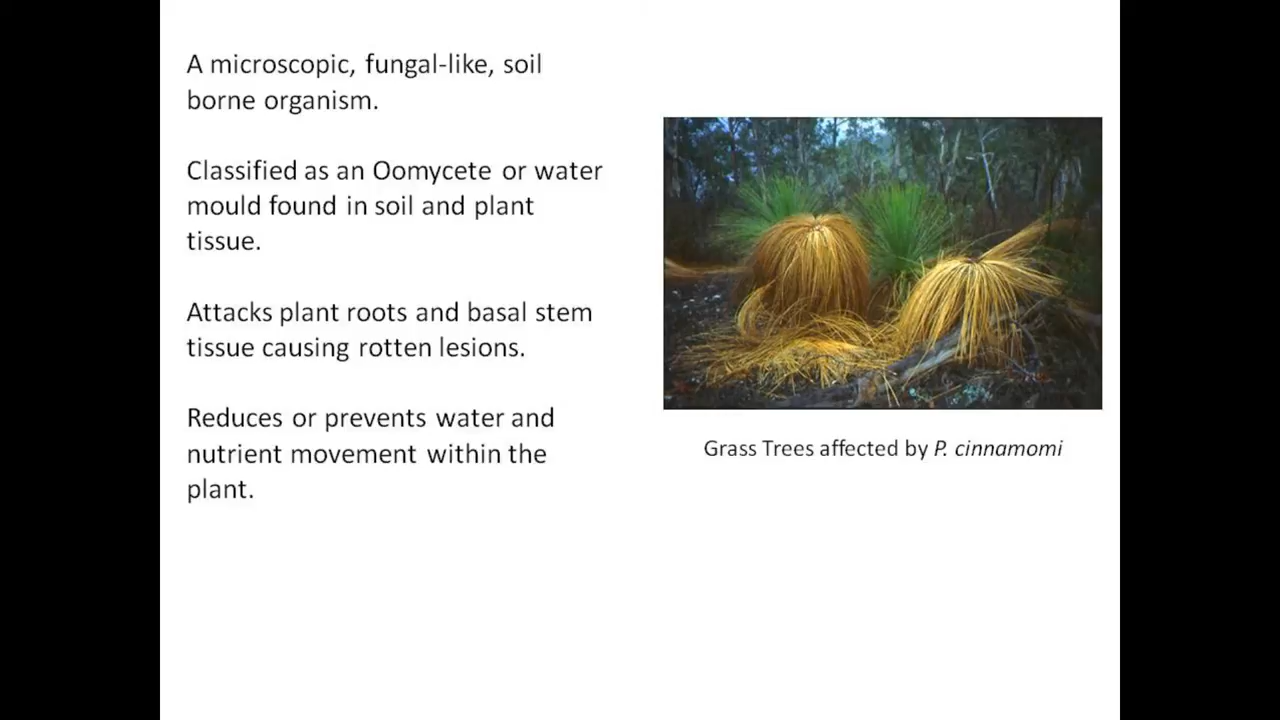 A microscopic, fungal-like, soil
borne organism.
Classified as an Oomycete or water
mould found in soil and plant
tissue.
Attacks plant roots and basal stem
tissue causing rotten lesions.
Reduces or prevents water and
nutrient movement within the
plant.
Grass Trees affected by P. cinnamomi